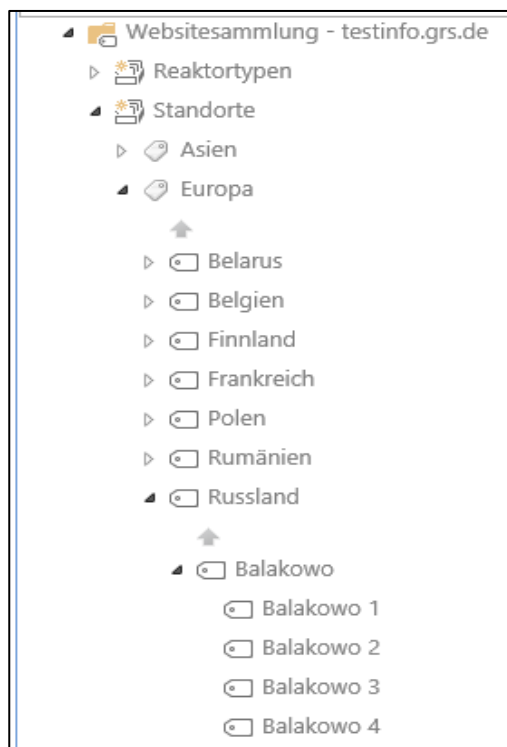 Websitesammlung - testinfo.grs.de
Reaktortypen
Standorte
Asien
Europa
Belarus
Belgien
Finnland
Frankreich
Polen
Rumänien
Russland
Balakowo
Balakowo 1
Balakowo 2
Balakowo 3
Balakowo 4